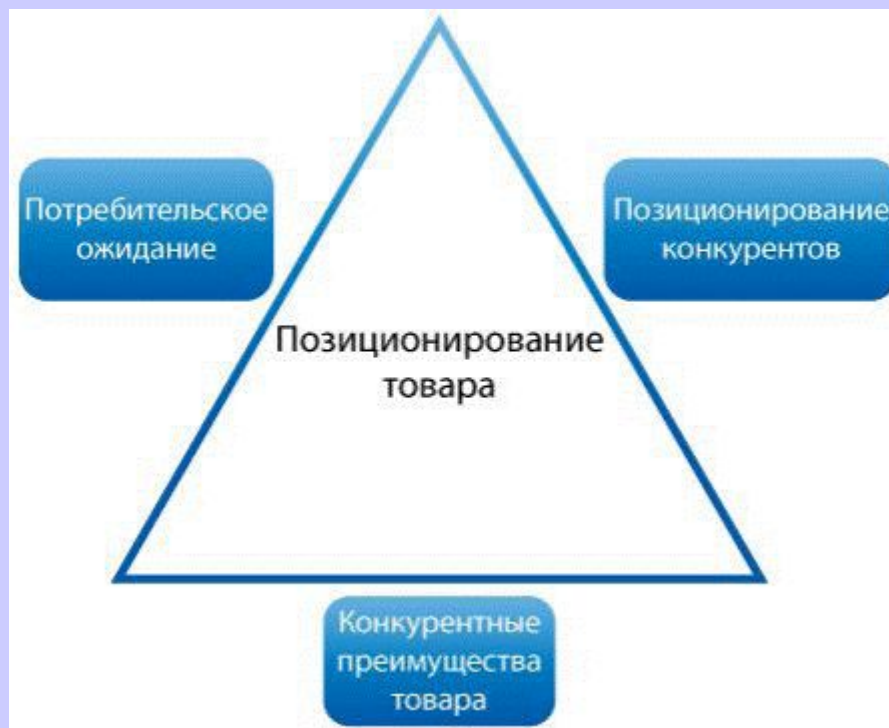 Потребительское
ожидание
Позиционирование
конкурентов
Позиционирование
товара
Конкурентные
преимущества
товара